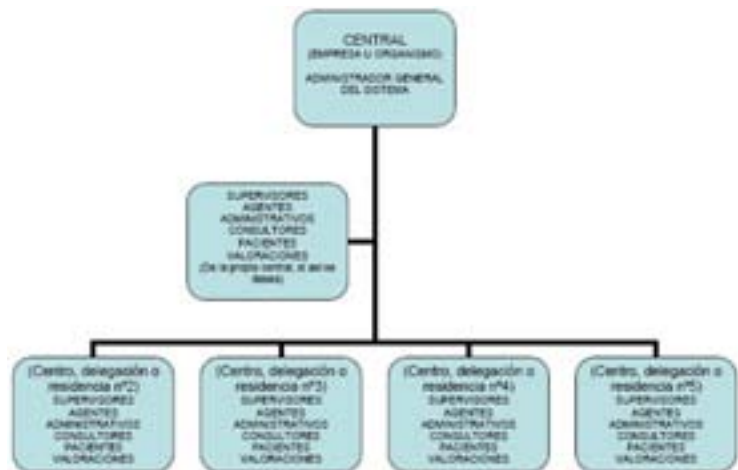 CENTRAL
(EMPRESA U ORGANISMO)
ADMINISTRADOR GENERAL
DEL SISTEMA
SUPERVISORES
AGENTES
ADMINISTRATIVOS
CONSULTORES
PACIENTES
VALORACIONES
(De la propia central, si así se
desea)
(Centro, delegación o
residencia nº2)
SUPERVISORES
AGENTES
ADMINISTRATIVOS
CONSULTORES
PACIENTES
VALORACIONES
(Centro, delegación o
residencia nº3)
SUPERVISORES
AGENTES
ADMINISTRATIVOS
CONSULTORES
PACIENTES
VALORACIONES
(Centro, delegación o
residencia nº4)
SUPERVISORES
AGENTES
ADMINISTRATIVOS
CONSULTORES
PACIENTES
VALORACIONES
(Centro, delegación o
residencia nº5)
SUPERVISORES
AGENTES
ADMINISTRATIVOS
CONSULTORES
PACIENTES
VALORACIONES